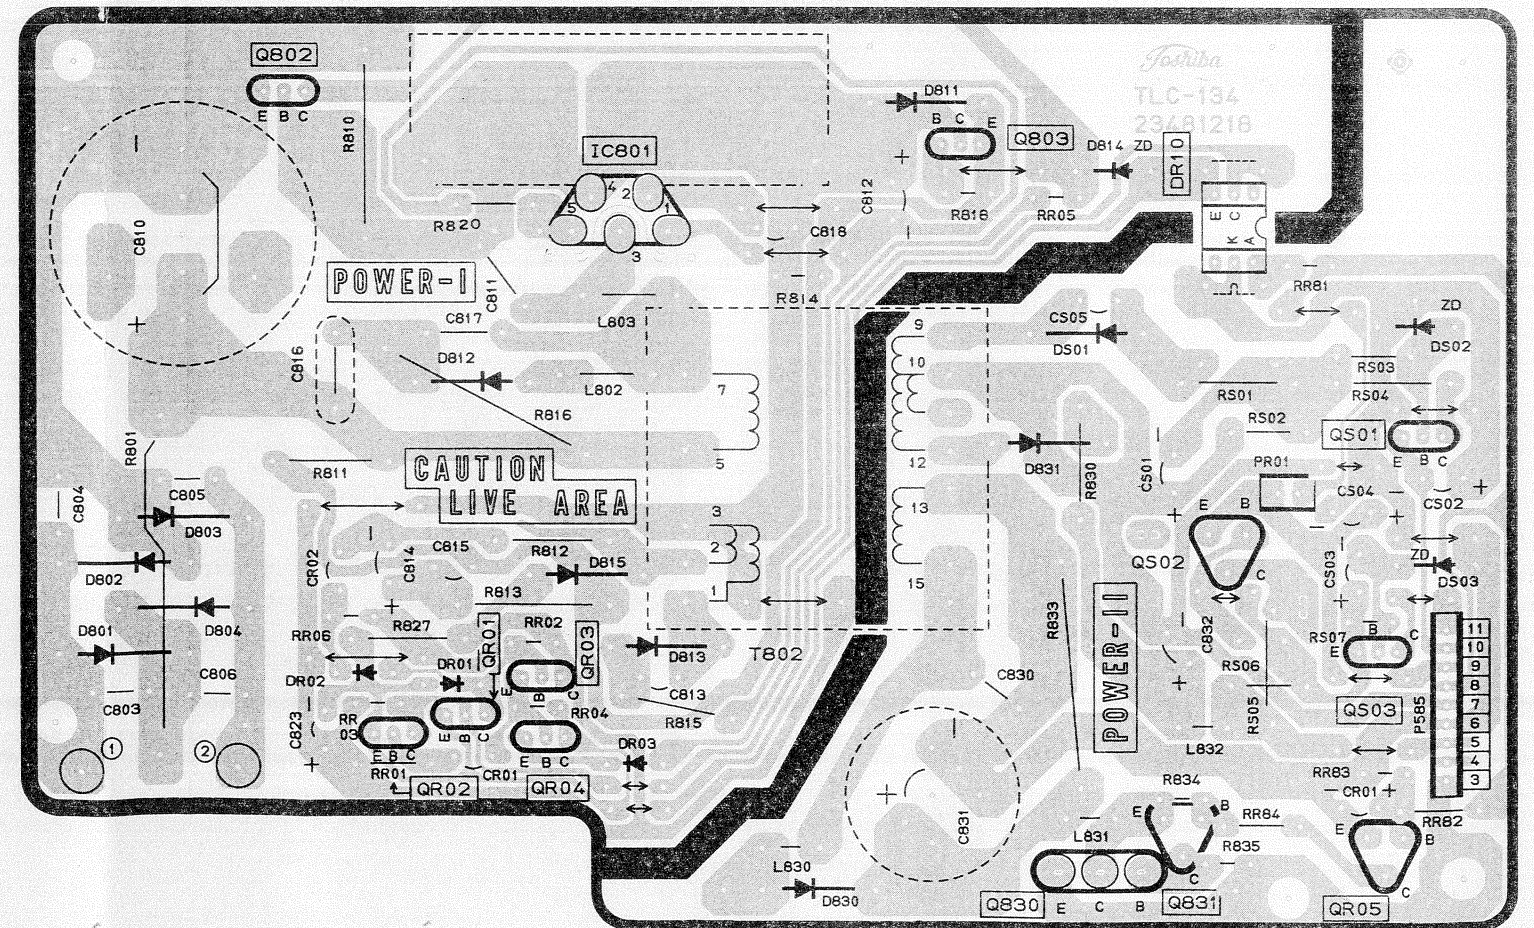 Q802
E B C
R810
IC801
4 2
5 1
3
R820
D811
B C E
Q803
D814 ZD
DR10
Toshiba
TLC-134
23481218
C812
R818
RR05
C818
R814
E C
K A
C810
POWER-I
C811
C817
L803
C816
D812
L802
R816
CS05
DS01
RR81
ZD
DS02
RS03
RS01
RS04
RS02
QS01
E B C
9
10
7
5
12
13
15
3
2
1
T802
R801
R811
CAUTION
LIVE AREA
C804
C805
D803
D802
D801
D804
C803
C806
1
2
CR02
C814
C815
R812
D815
R813
RR06
R827
QR01
RR02
QR03
DR02
DR01
D813
C813
R815
C823
RR
03
E B C
RR01
QR02
E B C
CR01
E B C
RR04
E B C
QR04
DR03
D831
R830
CS01
PR01
CS04
CS02
E B
QS02
C
CS03
ZD
DS03
R833
POWER-II
C832
RS06
RS05
RS07
E B C
QS03
P585
11
10
9
8
7
6
5
4
3
L832
C830
C831
L830
D830
L831
Q830
E C B
R834
E B
C
Q831
RR84
R835
RR83
CR01
RR82
E B
C
QR05